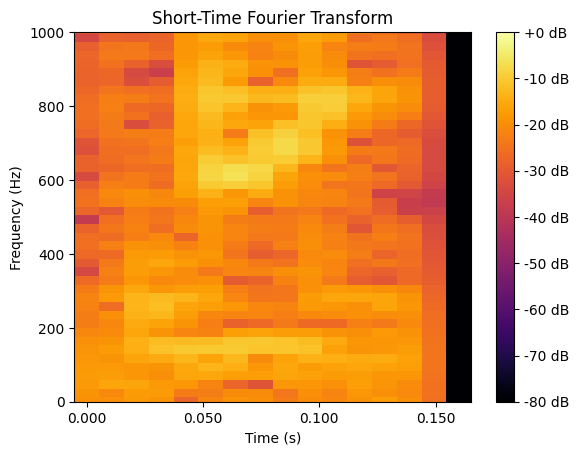 Short-Time Fourier Transform
1000
800
600
400
200
0
Frequency (Hz)
0.000
0.050
0.100
0.150
Time (s)
+0 dB
-10 dB
-20 dB
-30 dB
-40 dB
-50 dB
-60 dB
-70 dB
-80 dB